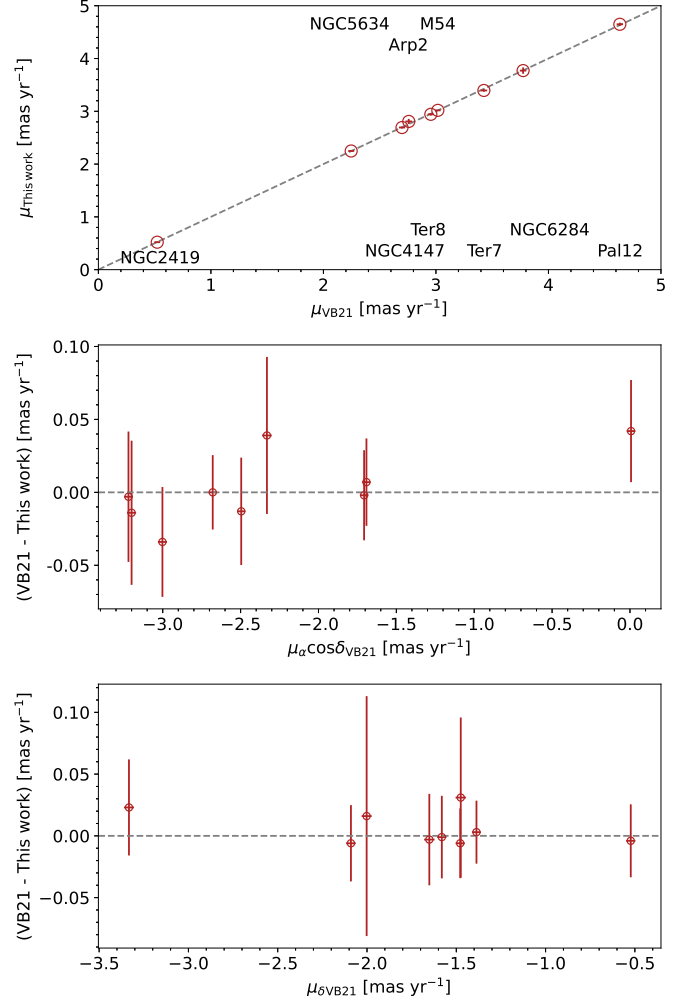 5
4
3
2
1
0
μThis work [mas yr⁻¹]
NGC5634 M54
Arp2
Ter8 NGC6284
NGC2419 NGC4147 Ter7 Pal12
0 1 2 3 4 5
μVB21 [mas yr⁻¹]
0.10
0.05
0.00
-0.05
(VB21 - This work) [mas yr⁻¹]
−3.0 −2.5 −2.0 −1.5 −1.0 −0.5 0.0
μαcosδVB21 [mas yr⁻¹]
0.10
0.05
0.00
−0.05
(VB21 - This work) [mas yr⁻¹]
−3.5 −3.0 −2.5 −2.0 −1.5 −1.0 −0.5
μδVB21 [mas yr⁻¹]